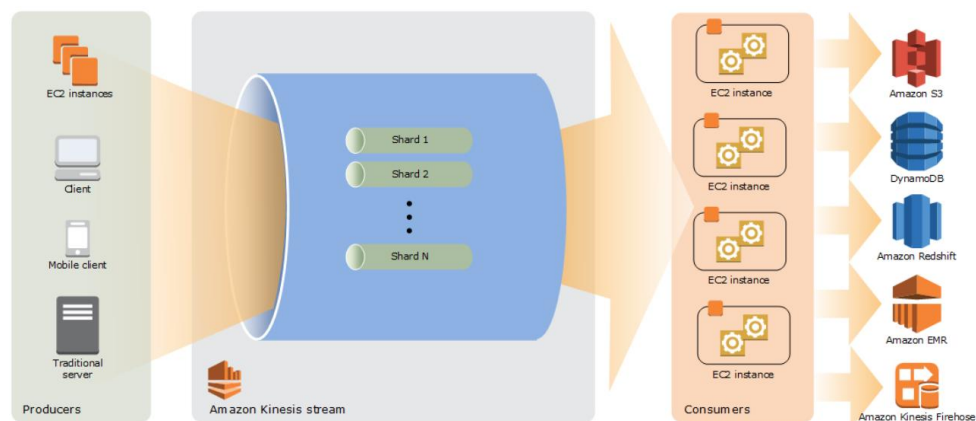 EC2 instances
Client
Mobile client
Traditional
server
Producers
Shard 1
Shard 2
Shard N
Amazon Kinesis stream
EC2 instance
EC2 instance
EC2 instance
EC2 instance
Consumers
Amazon S3
DynamoDB
Amazon Redshift
Amazon EMR
Amazon Kinesis Firehose